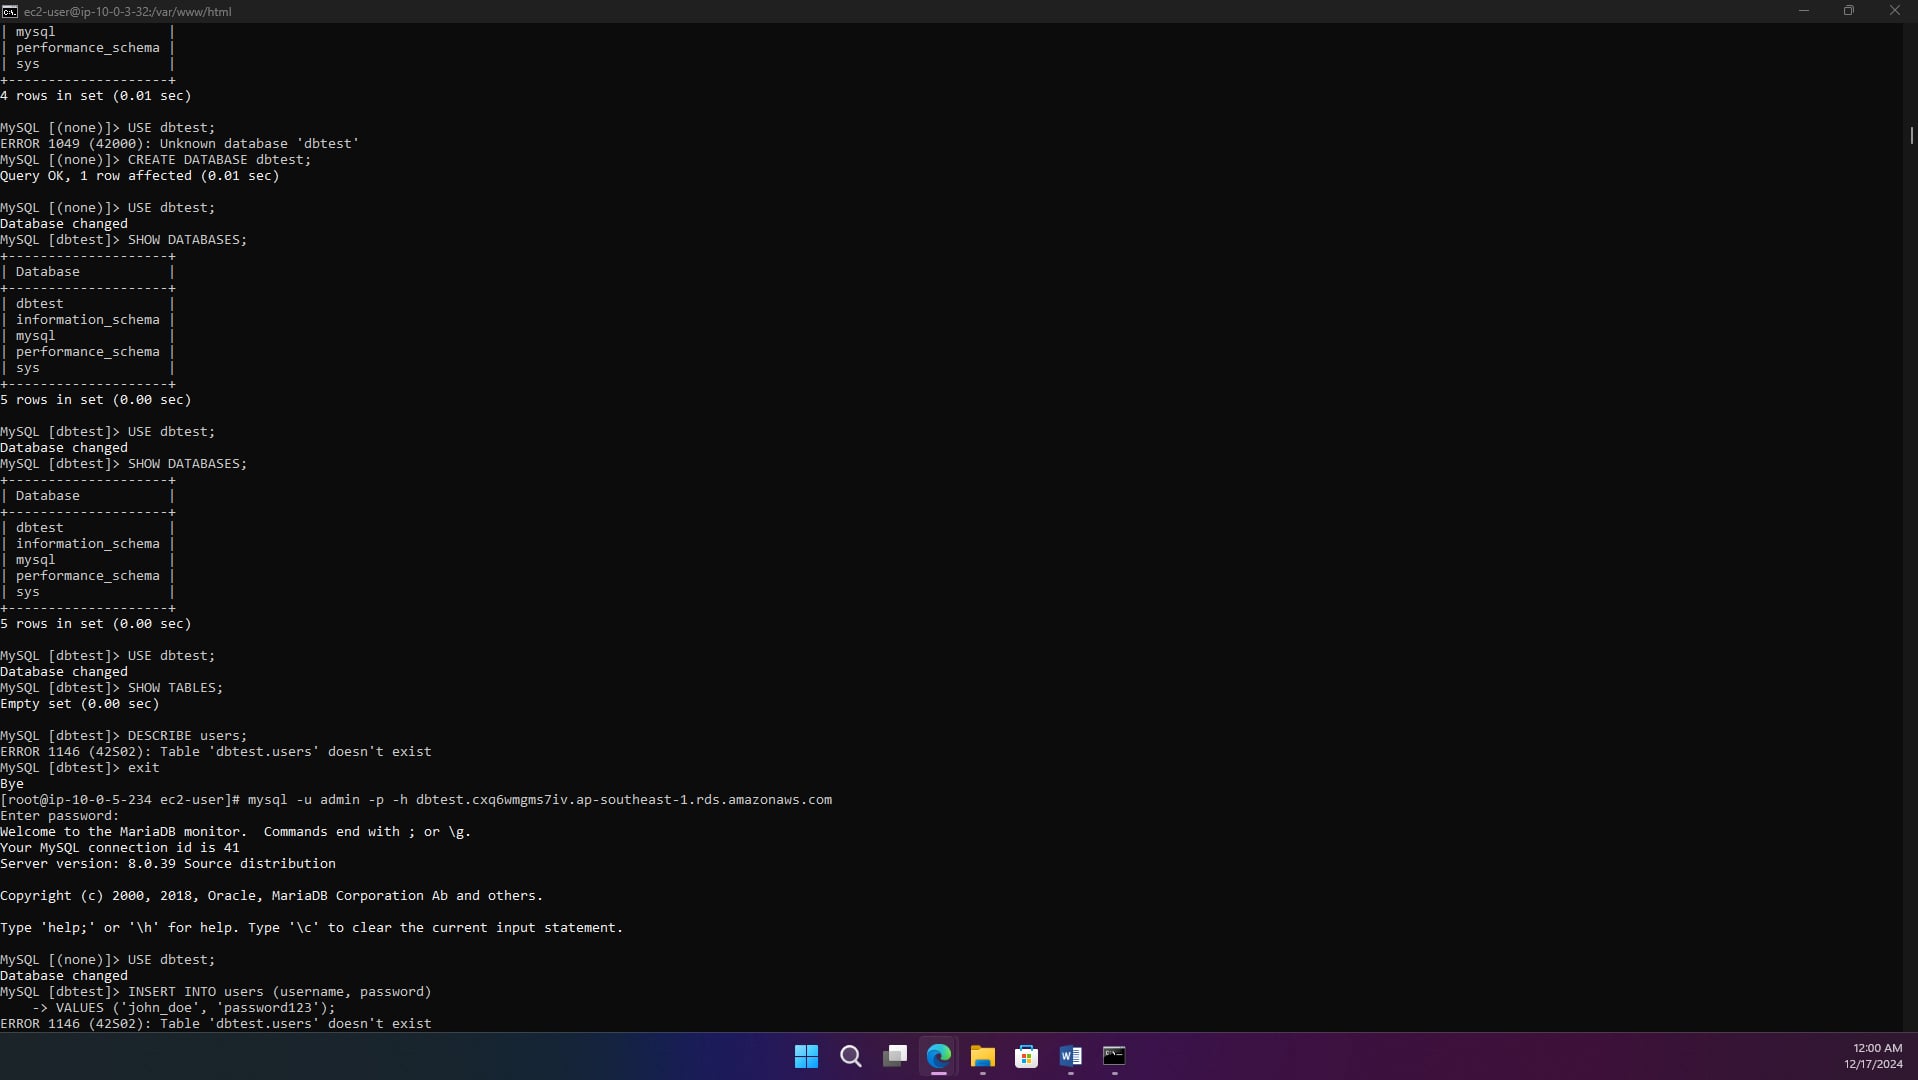 ec2-user@ip-10-0-3-32:/var/www/html
| mysql              |
| performance_schema |
| sys                |
+--------------------+
4 rows in set (0.01 sec)
MySQL [(none)]> USE dbtest;
ERROR 1049 (42000): Unknown database 'dbtest'
MySQL [(none)]> CREATE DATABASE dbtest;
Query OK, 1 row affected (0.01 sec)
MySQL [(none)]> USE dbtest;
Database changed
MySQL [dbtest]> SHOW DATABASES;
+--------------------+
| Database           |
+--------------------+
| dbtest             |
| information_schema |
| mysql              |
| performance_schema |
| sys                |
+--------------------+
5 rows in set (0.00 sec)
MySQL [dbtest]> USE dbtest;
Database changed
MySQL [dbtest]> SHOW DATABASES;
+--------------------+
| Database           |
+--------------------+
| dbtest             |
| information_schema |
| mysql              |
| performance_schema |
| sys                |
+--------------------+
5 rows in set (0.00 sec)
MySQL [dbtest]> USE dbtest;
Database changed
MySQL [dbtest]> SHOW TABLES;
Empty set (0.00 sec)
MySQL [dbtest]> DESCRIBE users;
ERROR 1146 (42S02): Table 'dbtest.users' doesn't exist
MySQL [dbtest]> exit
Bye
[root@ip-10-0-5-234 ec2-user]# mysql -u admin -p -h dbtest.cxq6wmgms7iv.ap-southeast-1.rds.amazonaws.com
Enter password:
Welcome to the MariaDB monitor.  Commands end with ; or \g.
Your MySQL connection id is 41
Server version: 8.0.39 Source distribution
Copyright (c) 2000, 2018, Oracle, MariaDB Corporation Ab and others.
Type 'help;' or '\h' for help. Type '\c' to clear the current input statement.
MySQL [(none)]> USE dbtest;
Database changed
MySQL [dbtest]> INSERT INTO users (username, password)
    -> VALUES ('john_doe', 'password123');
ERROR 1146 (42S02): Table 'dbtest.users' doesn't exist
12:00 AM
12/17/2024